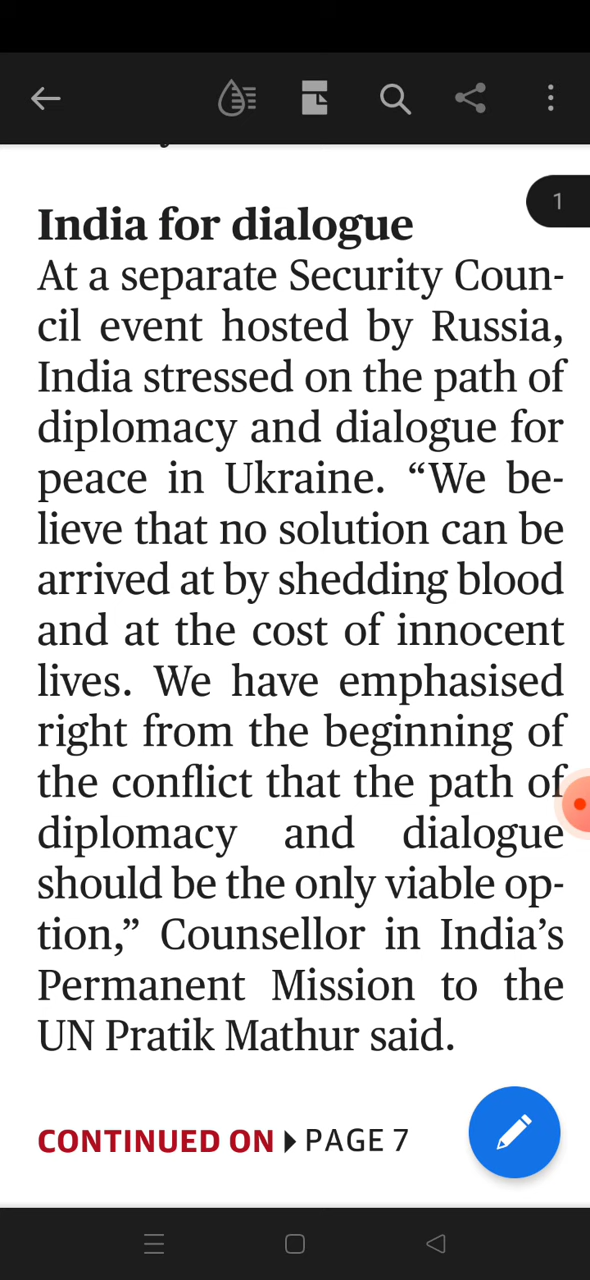 1
India for dialogue
At a separate Security Coun-
cil event hosted by Russia,
India stressed on the path of
diplomacy and dialogue for
peace in Ukraine. “We be-
lieve that no solution can be
arrived at by shedding blood
and at the cost of innocent
lives. We have emphasised
right from the beginning of
the conflict that the path of
diplomacy and dialogue
should be the only viable op-
tion,” Counsellor in India’s
Permanent Mission to the
UN Pratik Mathur said.
CONTINUED ON PAGE 7